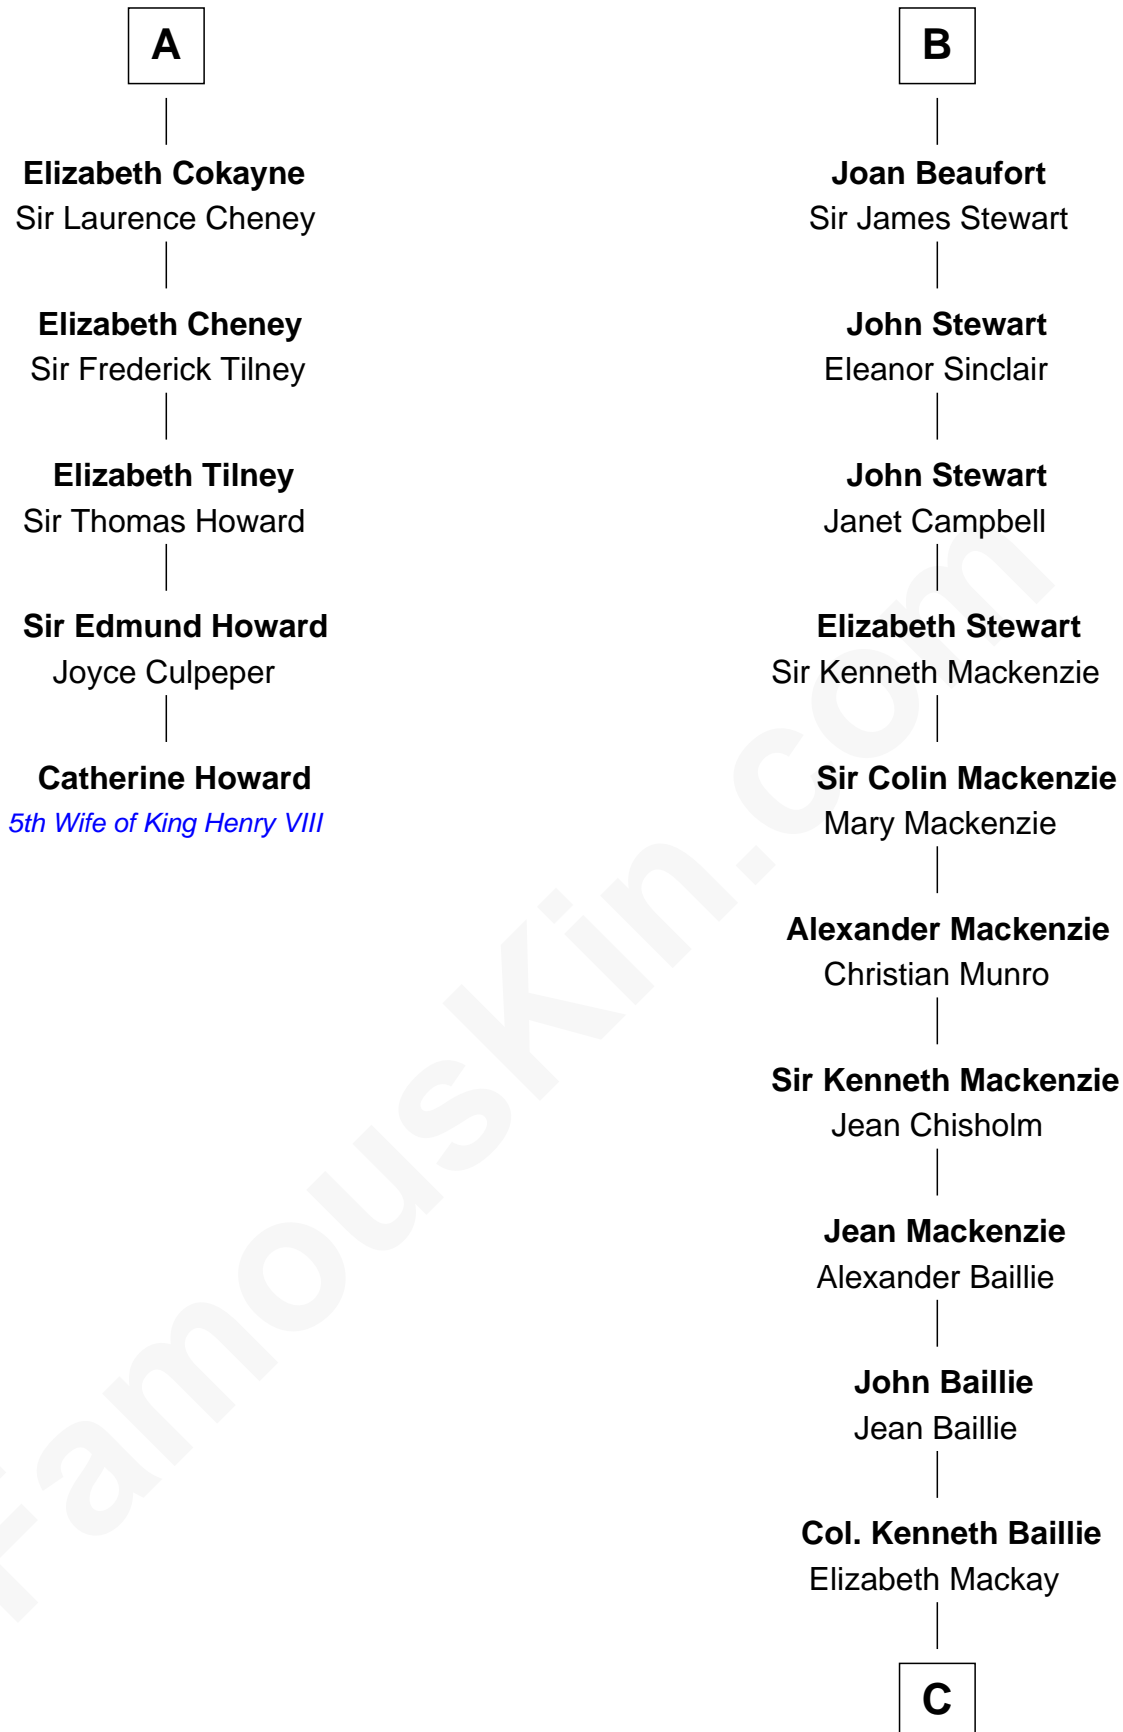 A
Elizabeth Cokayne
Sir Laurence Cheney
Elizabeth Cheney
Sir Frederick Tilney
Elizabeth Tilney
Sir Thomas Howard
Sir Edmund Howard
Joyce Culpeper
Catherine Howard
5th Wife of King Henry VIII
B
Joan Beaufort
Sir James Stewart
John Stewart
Eleanor Sinclair
John Stewart
Janet Campbell
Elizabeth Stewart
Sir Kenneth Mackenzie
Sir Colin Mackenzie
Mary Mackenzie
Alexander Mackenzie
Christian Munro
Sir Kenneth Mackenzie
Jean Chisholm
Jean Mackenzie
Alexander Baillie
John Baillie
Jean Baillie
Col. Kenneth Baillie
Elizabeth Mackay
C
FamousKin.com